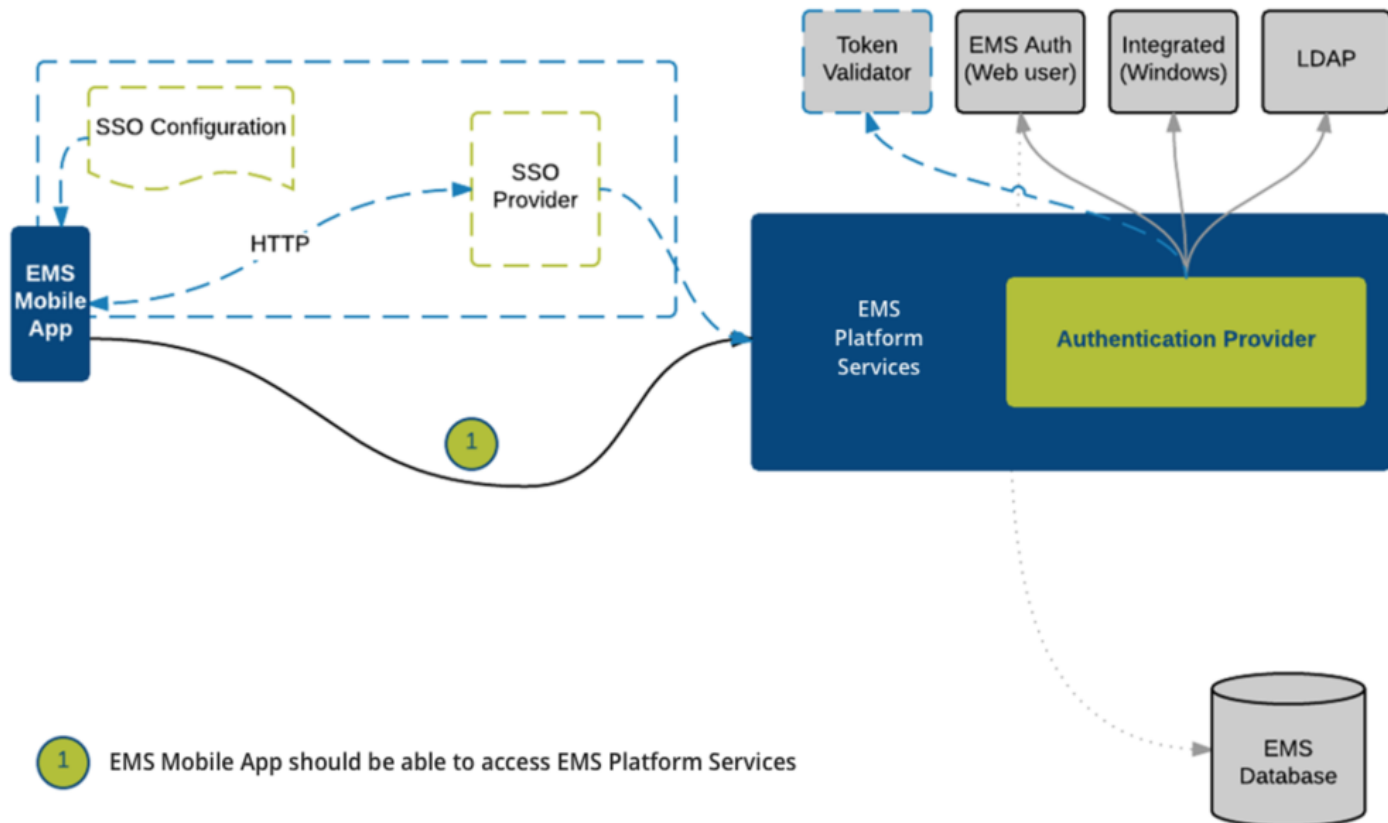 Token
Validator
EMS Auth
(Web user)
Integrated
(Windows)
LDAP
SSO Configuration
SSO
Provider
HTTP
EMS
Mobile
App
EMS
Platform
Services
Authentication Provider
1
1
EMS Mobile App should be able to access EMS Platform Services
EMS
Database